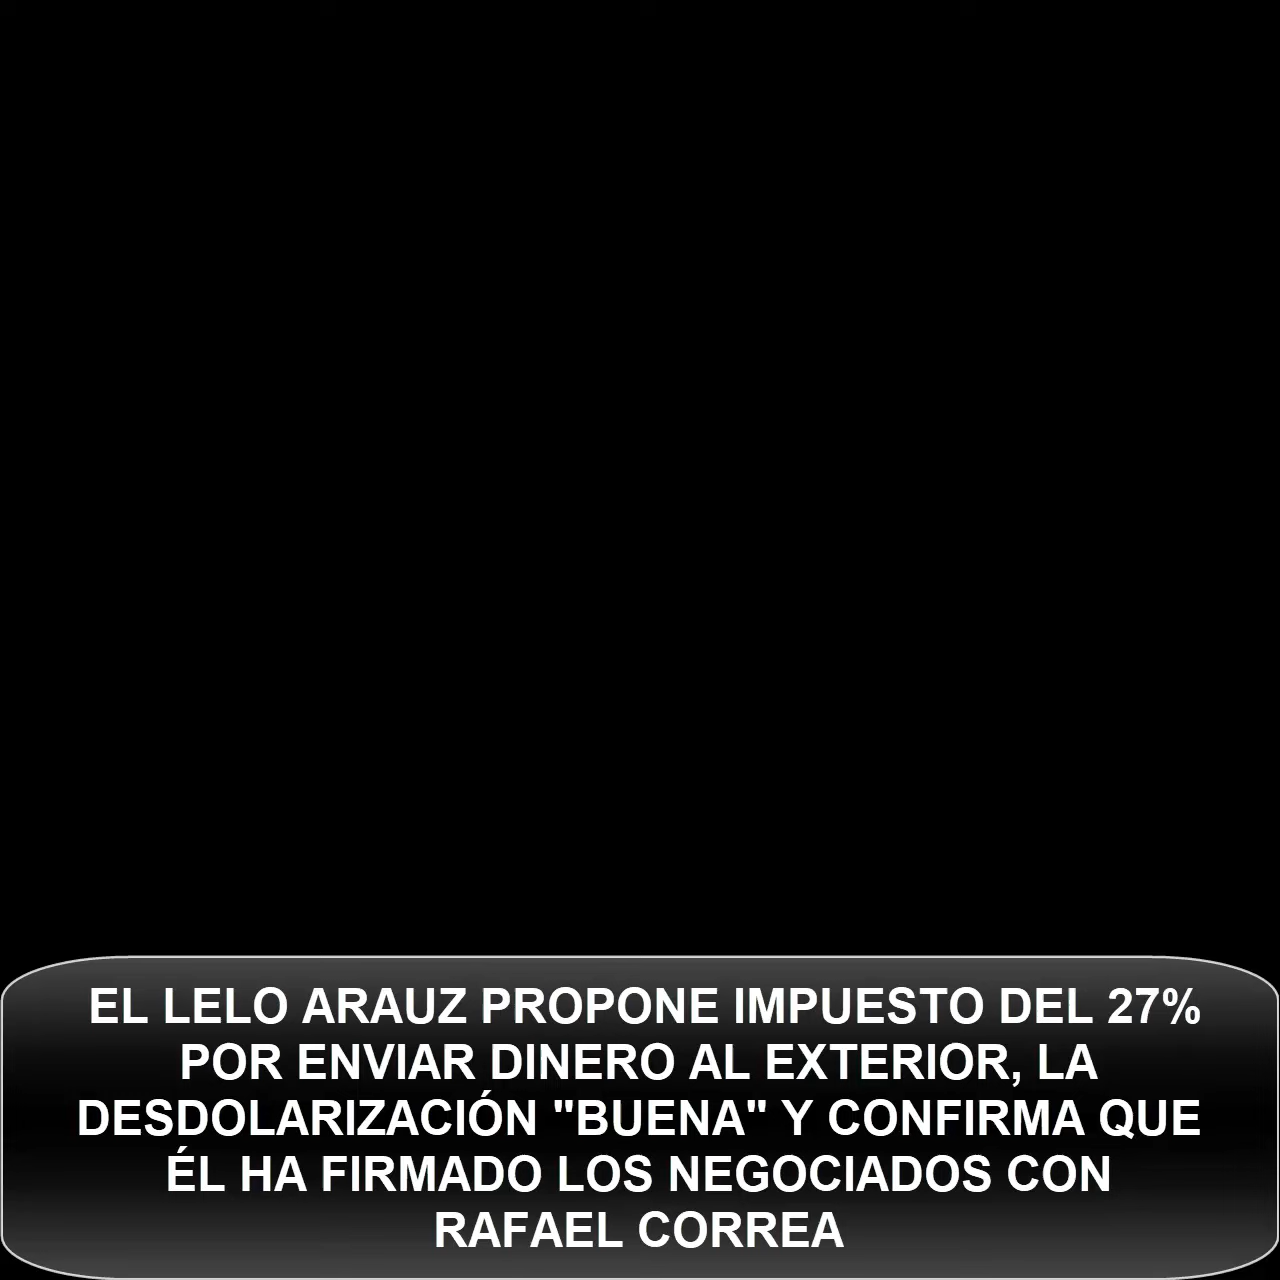 EL LELO ARAUZ PROPONE IMPUESTO DEL 27%
POR ENVIAR DINERO AL EXTERIOR, LA
DESDOLARIZACIÓN "BUENA" Y CONFIRMA QUE
ÉL HA FIRMADO LOS NEGOCIADOS CON
RAFAEL CORREA